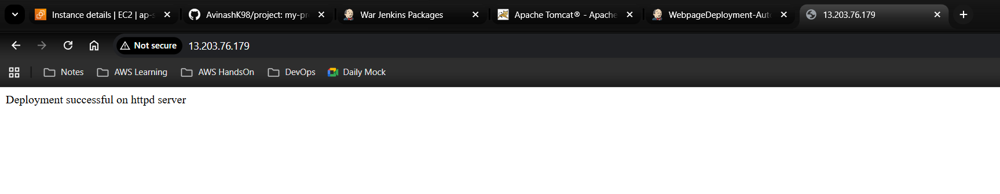 Instance details | EC2 | ap-s
AvinashK98/project: my-pr
War Jenkins Packages
Apache Tomcat® - Apache
WebpageDeployment-Auto
13.203.76.179
Not secure
13.203.76.179
Notes
AWS Learning
AWS HandsOn
DevOps
Daily Mock
Deployment successful on httpd server